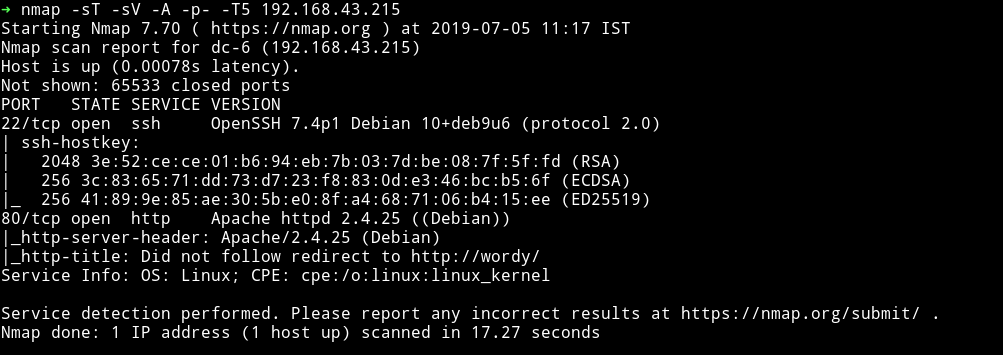 → nmap -sT -sV -A -p- -T5 192.168.43.215
Starting Nmap 7.70 ( https://nmap.org ) at 2019-07-05 11:17 IST
Nmap scan report for dc-6 (192.168.43.215)
Host is up (0.00078s latency).
Not shown: 65533 closed ports
PORT   STATE SERVICE VERSION
22/tcp open  ssh     OpenSSH 7.4p1 Debian 10+deb9u6 (protocol 2.0)
| ssh-hostkey:
|   2048 3e:52:ce:ce:01:b6:94:eb:7b:03:7d:be:08:7f:5f:fd (RSA)
|   256 3c:83:65:71:dd:73:d7:23:f8:83:0d:e3:46:bc:b5:6f (ECDSA)
|_  256 41:89:9e:85:ae:30:5b:e0:8f:a4:68:71:06:b4:15:ee (ED25519)
80/tcp open  http    Apache httpd 2.4.25 ((Debian))
|_http-server-header: Apache/2.4.25 (Debian)
|_http-title: Did not follow redirect to http://wordy/
Service Info: OS: Linux; CPE: cpe:/o:linux:linux_kernel

Service detection performed. Please report any incorrect results at https://nmap.org/submit/ .
Nmap done: 1 IP address (1 host up) scanned in 17.27 seconds